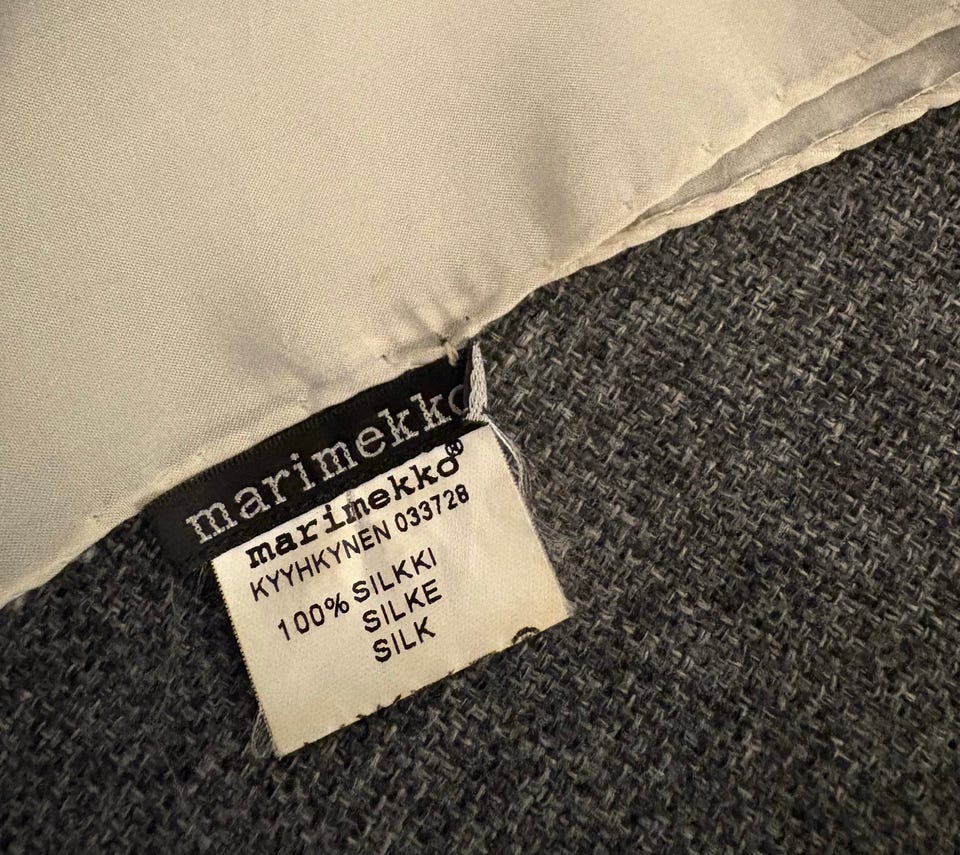 marimekko
marimekko®
KYYHKYNEN 033728
100% SILKKI
SILKE
SILK